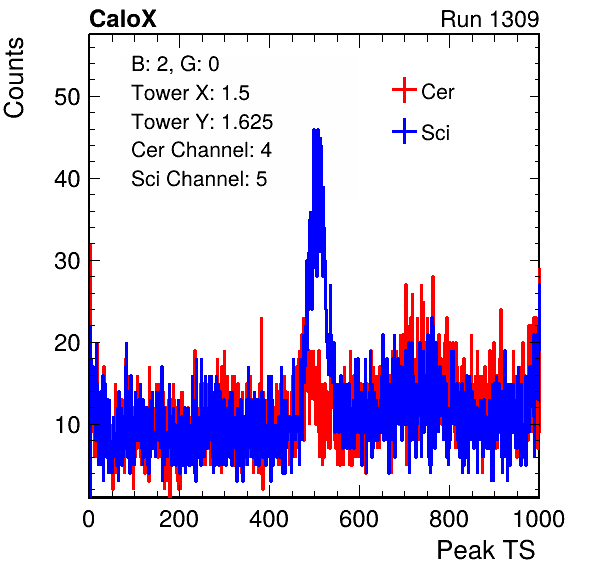 CaloX Run 1309
Counts
B: 2, G: 0
Tower X: 1.5
Tower Y: 1.625
Cer Channel: 4
Sci Channel: 5
Cer
Sci
50
40
30
20
10
0 200 400 600 800 1000
Peak TS